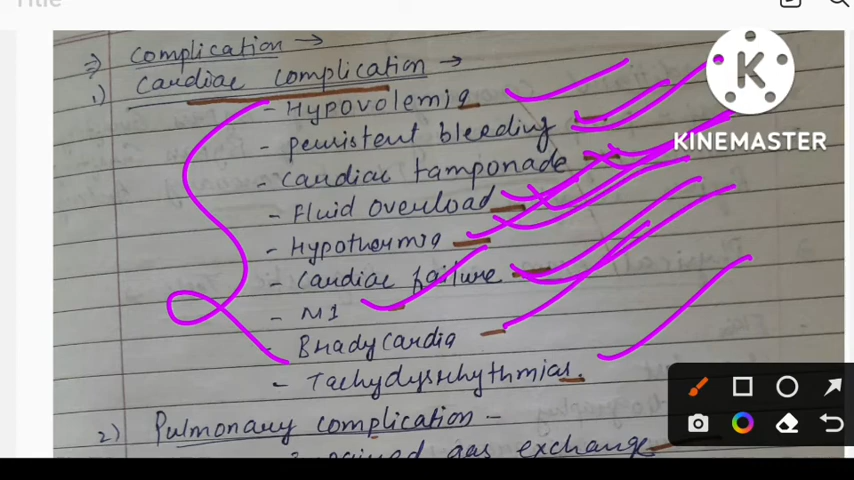 Title
⇒ Complication →
1) Cardiac complication →
- Hypovolemia
- persistent bleeding
- Cardiac tamponade
- Fluid overload
- Hypothermia
- Cardiac failure
- MI
- Bradycardia
- Tachydysrhythmias.
2) Pulmonary complication -
gas exchange
K
KINEMASTER